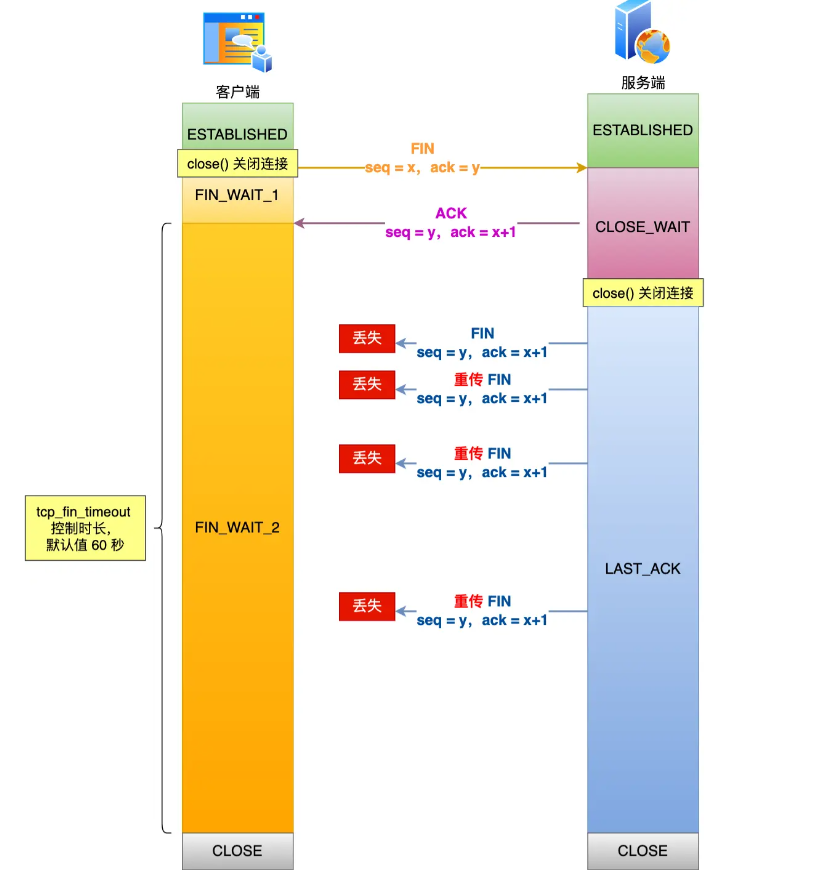 客户端
服务端
ESTABLISHED
ESTABLISHED
close() 关闭连接
FIN
seq = x，ack = y
FIN_WAIT_1
ACK
seq = y，ack = x+1
CLOSE_WAIT
close() 关闭连接
丢失
FIN
seq = y，ack = x+1
丢失
重传 FIN
seq = y，ack = x+1
丢失
重传 FIN
seq = y，ack = x+1
tcp_fin_timeout
控制时长，
默认值 60 秒
FIN_WAIT_2
LAST_ACK
丢失
重传 FIN
seq = y，ack = x+1
CLOSE
CLOSE